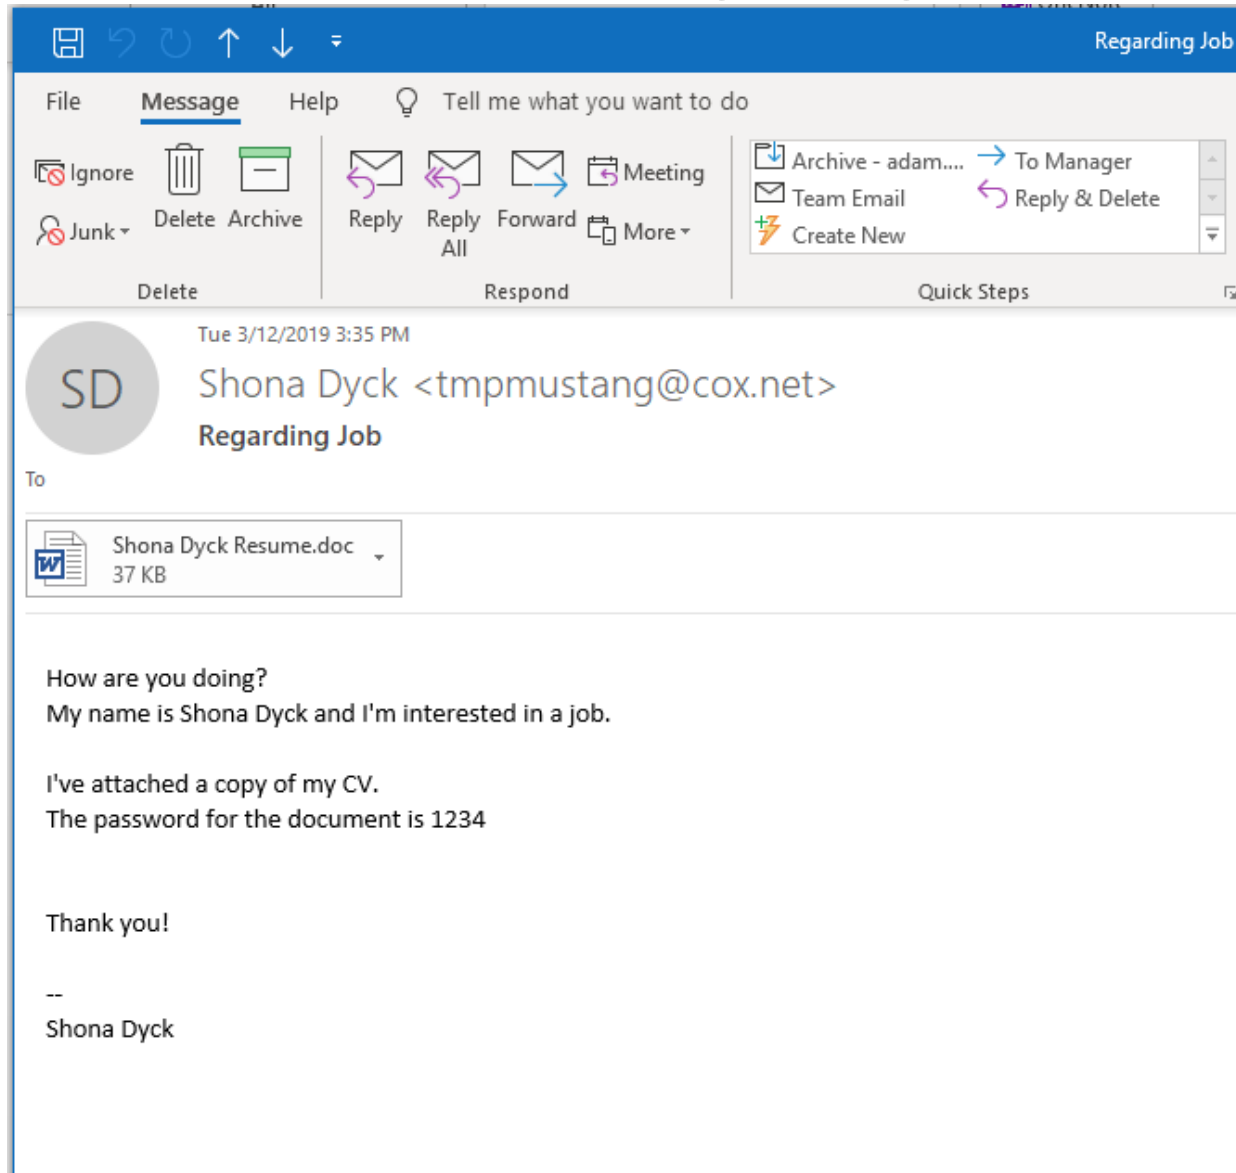 Regarding Job
File Message Help Tell me what you want to do
Ignore
Junk
Delete Archive
Delete
Reply Reply All Forward
Meeting
More
Respond
Archive - adam.... To Manager
Team Email Reply & Delete
Create New
Quick Steps
Tue 3/12/2019 3:35 PM
SD
Shona Dyck <tmpmustang@cox.net>
Regarding Job
To
Shona Dyck Resume.doc
37 KB
How are you doing?
My name is Shona Dyck and I'm interested in a job.
I've attached a copy of my CV.
The password for the document is 1234
Thank you!
--
Shona Dyck